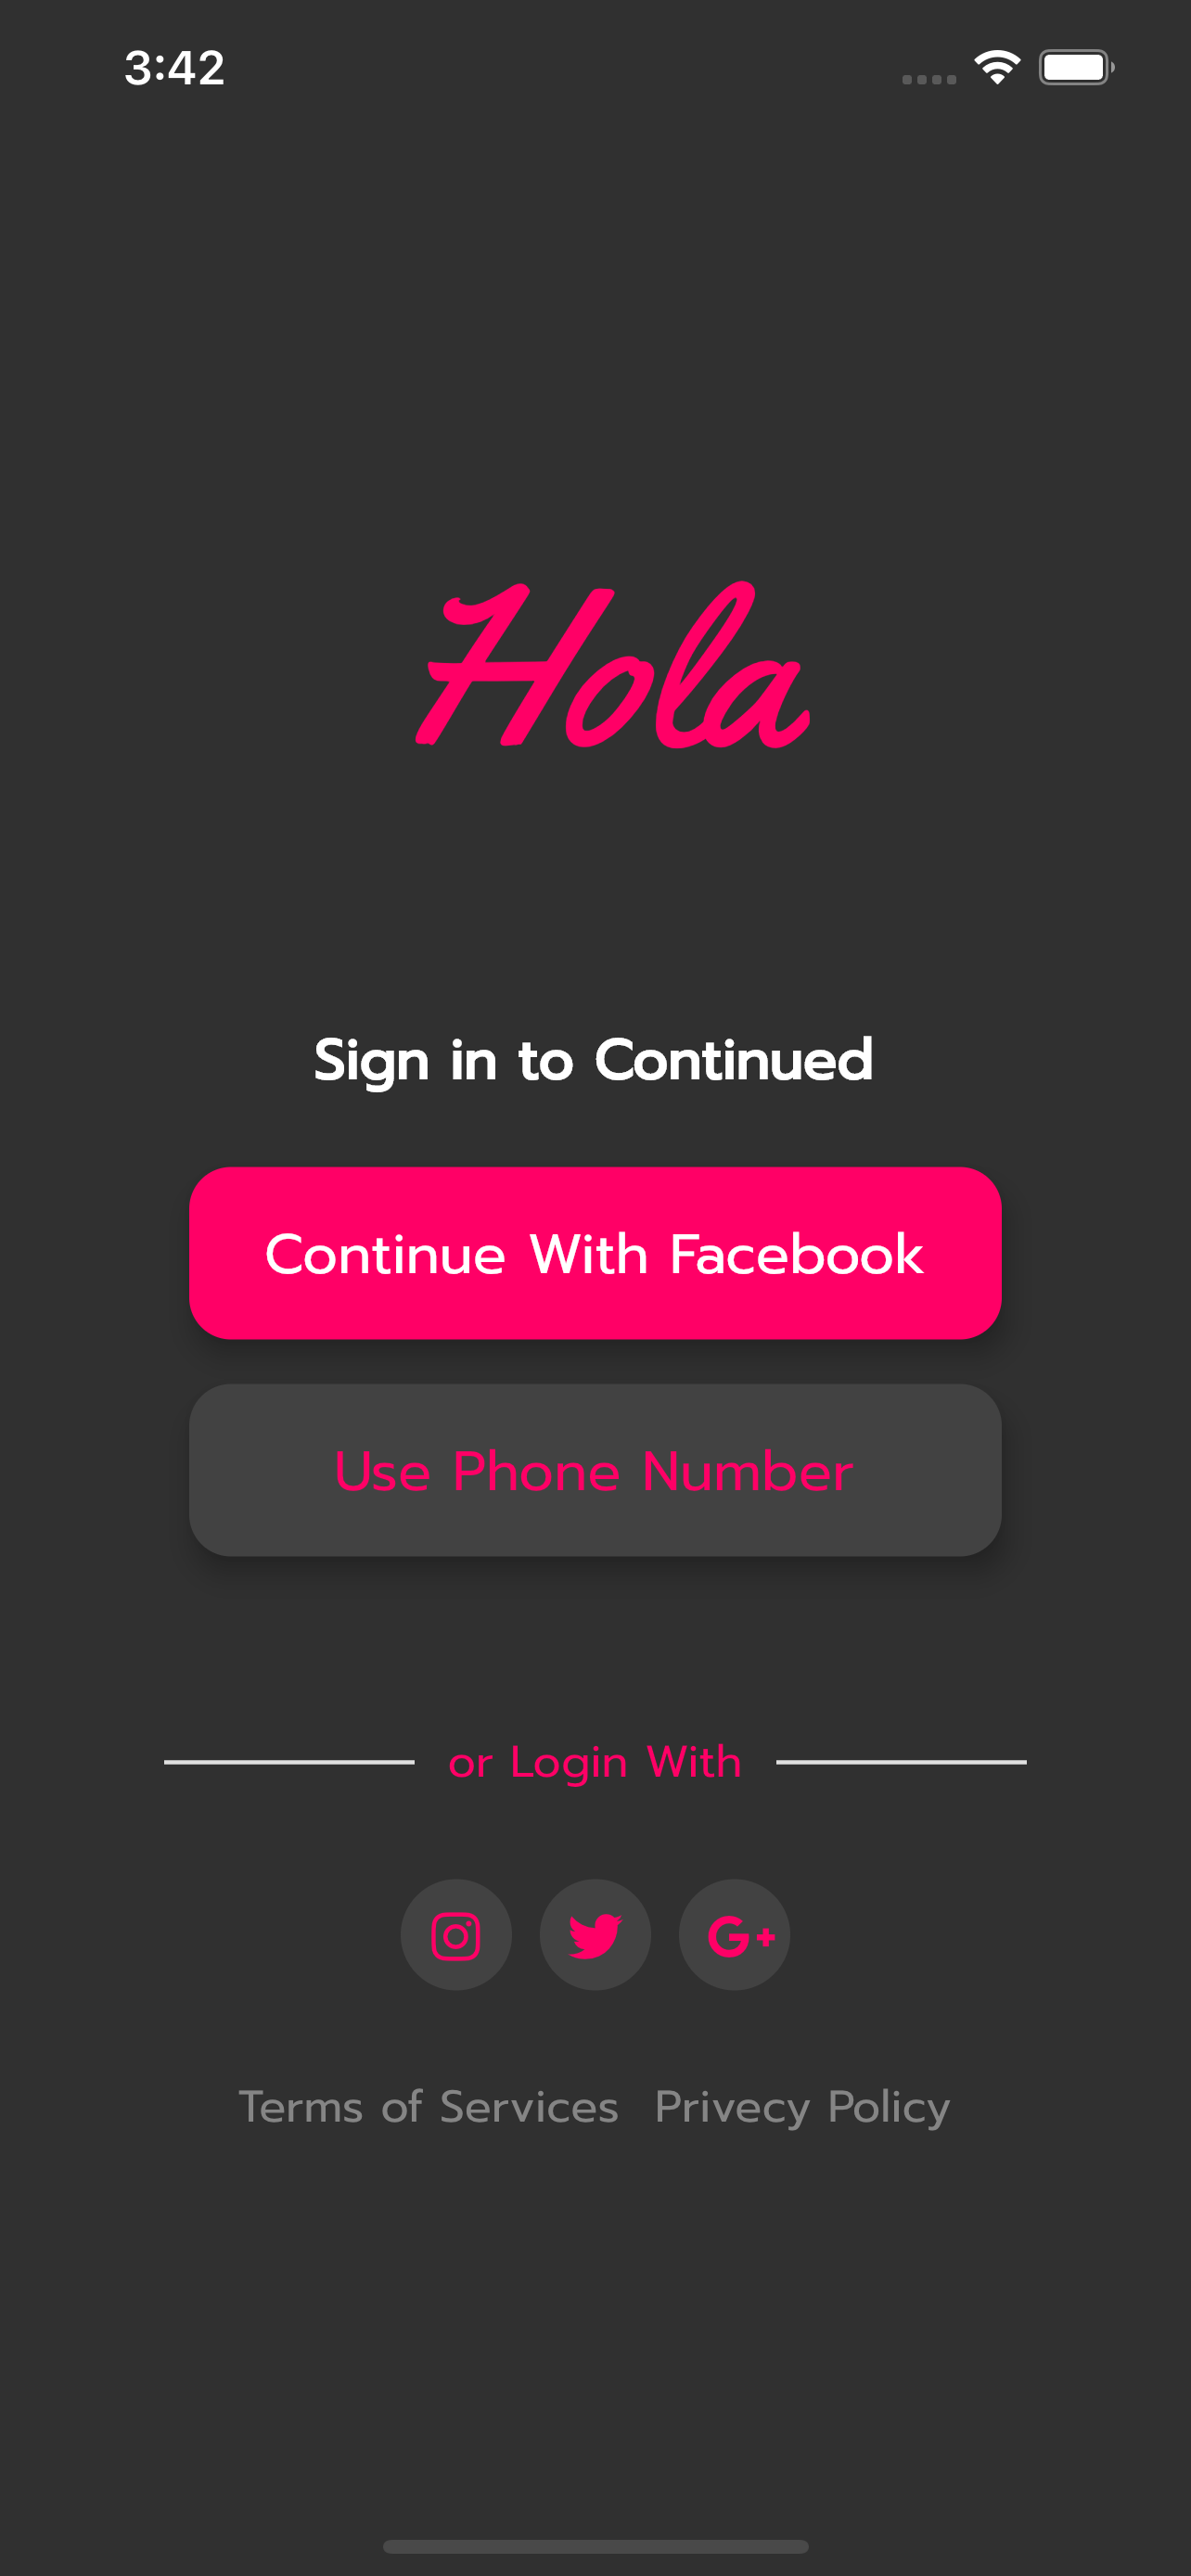 3:42
Hola
Sign in to Continued
Continue With Facebook
Use Phone Number
or Login With
G+
Terms of Services Privecy Policy